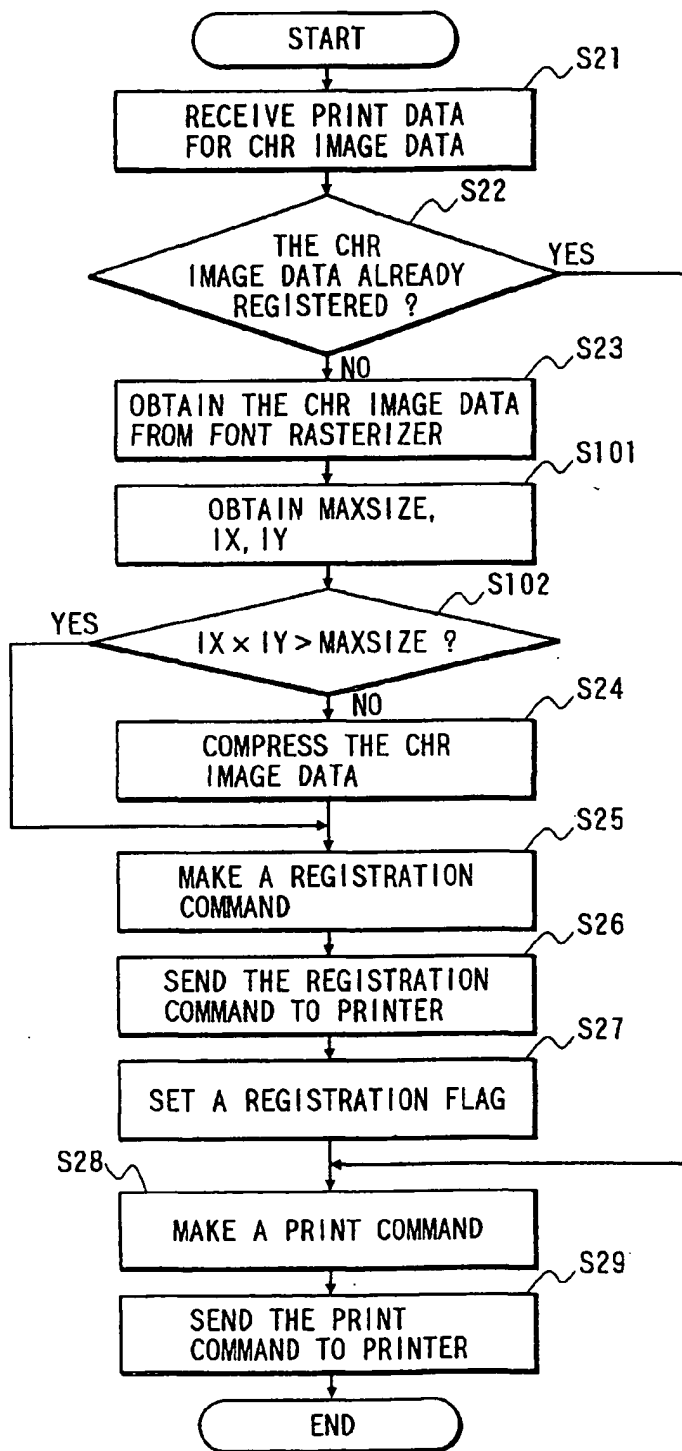 START
S21
RECEIVE PRINT DATA
FOR CHR IMAGE DATA
S22
THE CHR
IMAGE DATA ALREADY
REGISTERED ?
YES
NO
S23
OBTAIN THE CHR IMAGE DATA
FROM FONT RASTERIZER
S101
OBTAIN MAXSIZE,
IX, IY
S102
YES
IX × IY > MAXSIZE ?
NO
S24
COMPRESS THE CHR
IMAGE DATA
S25
MAKE A REGISTRATION
COMMAND
S26
SEND THE REGISTRATION
COMMAND TO PRINTER
S27
SET A REGISTRATION FLAG
S28
MAKE A PRINT COMMAND
S29
SEND THE PRINT
COMMAND TO PRINTER
END